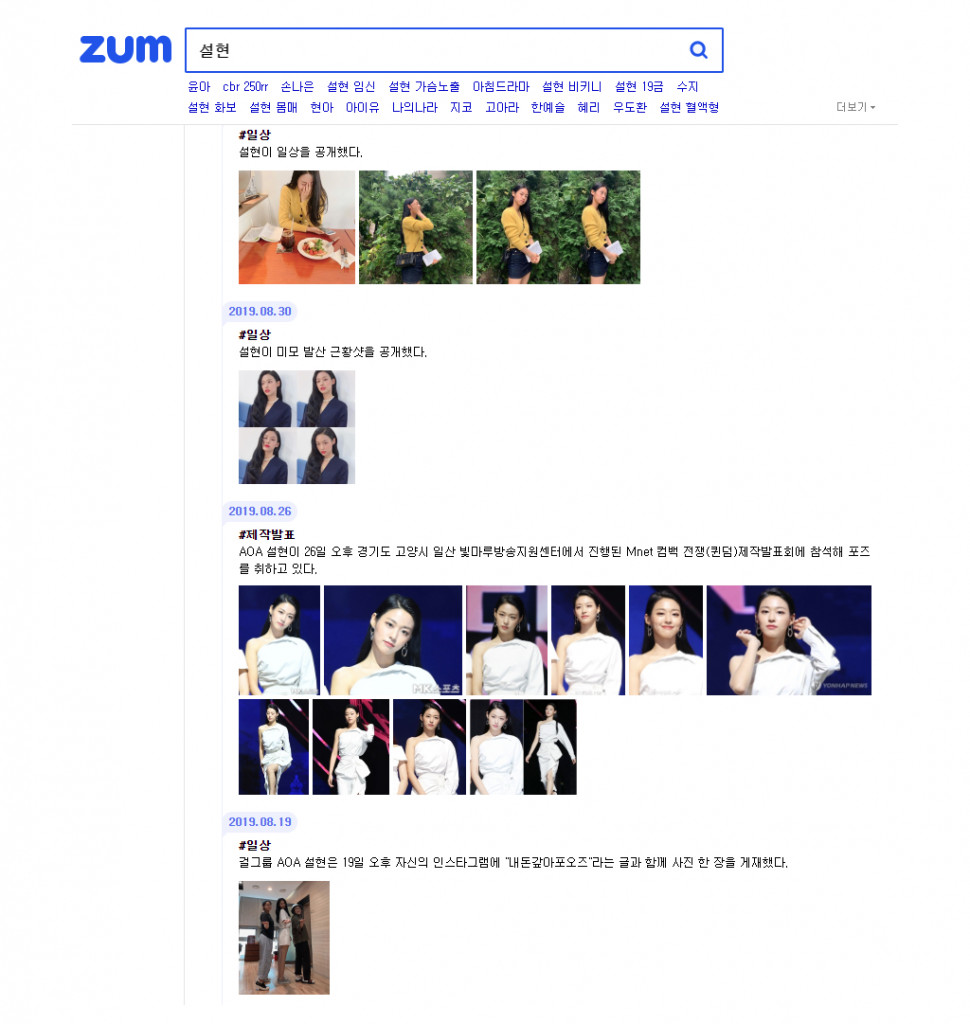 zum
설현
윤아 cbr 250rr 손나은 설현 임신 설현 가슴노출 아침드라마 설현 비키니 설현 19금 수지
설현 화보 설현 몸매 현아 아이유 나의나라 지코 고아라 한예슬 혜리 우도환 설현 혈액형
더보기
#일상
설현이 일상을 공개했다.
2019.08.30
#일상
설현이 미모 발산 근황샷을 공개했다.
2019.08.26
#제작발표
AOA 설현이 26일 오후 경기도 고양시 일산 빛마루방송지원센터에서 진행된 Mnet 컴백 전쟁(퀸덤)제작발표회에 참석해 포즈
를 취하고 있다.
MK스포츠
YONHAPNEWS
2019.08.19
#일상
걸그룹 AOA 설현은 19일 오후 자신의 인스타그램에 "내돈갚아포오즈"라는 글과 함께 사진 한 장을 게재했다.